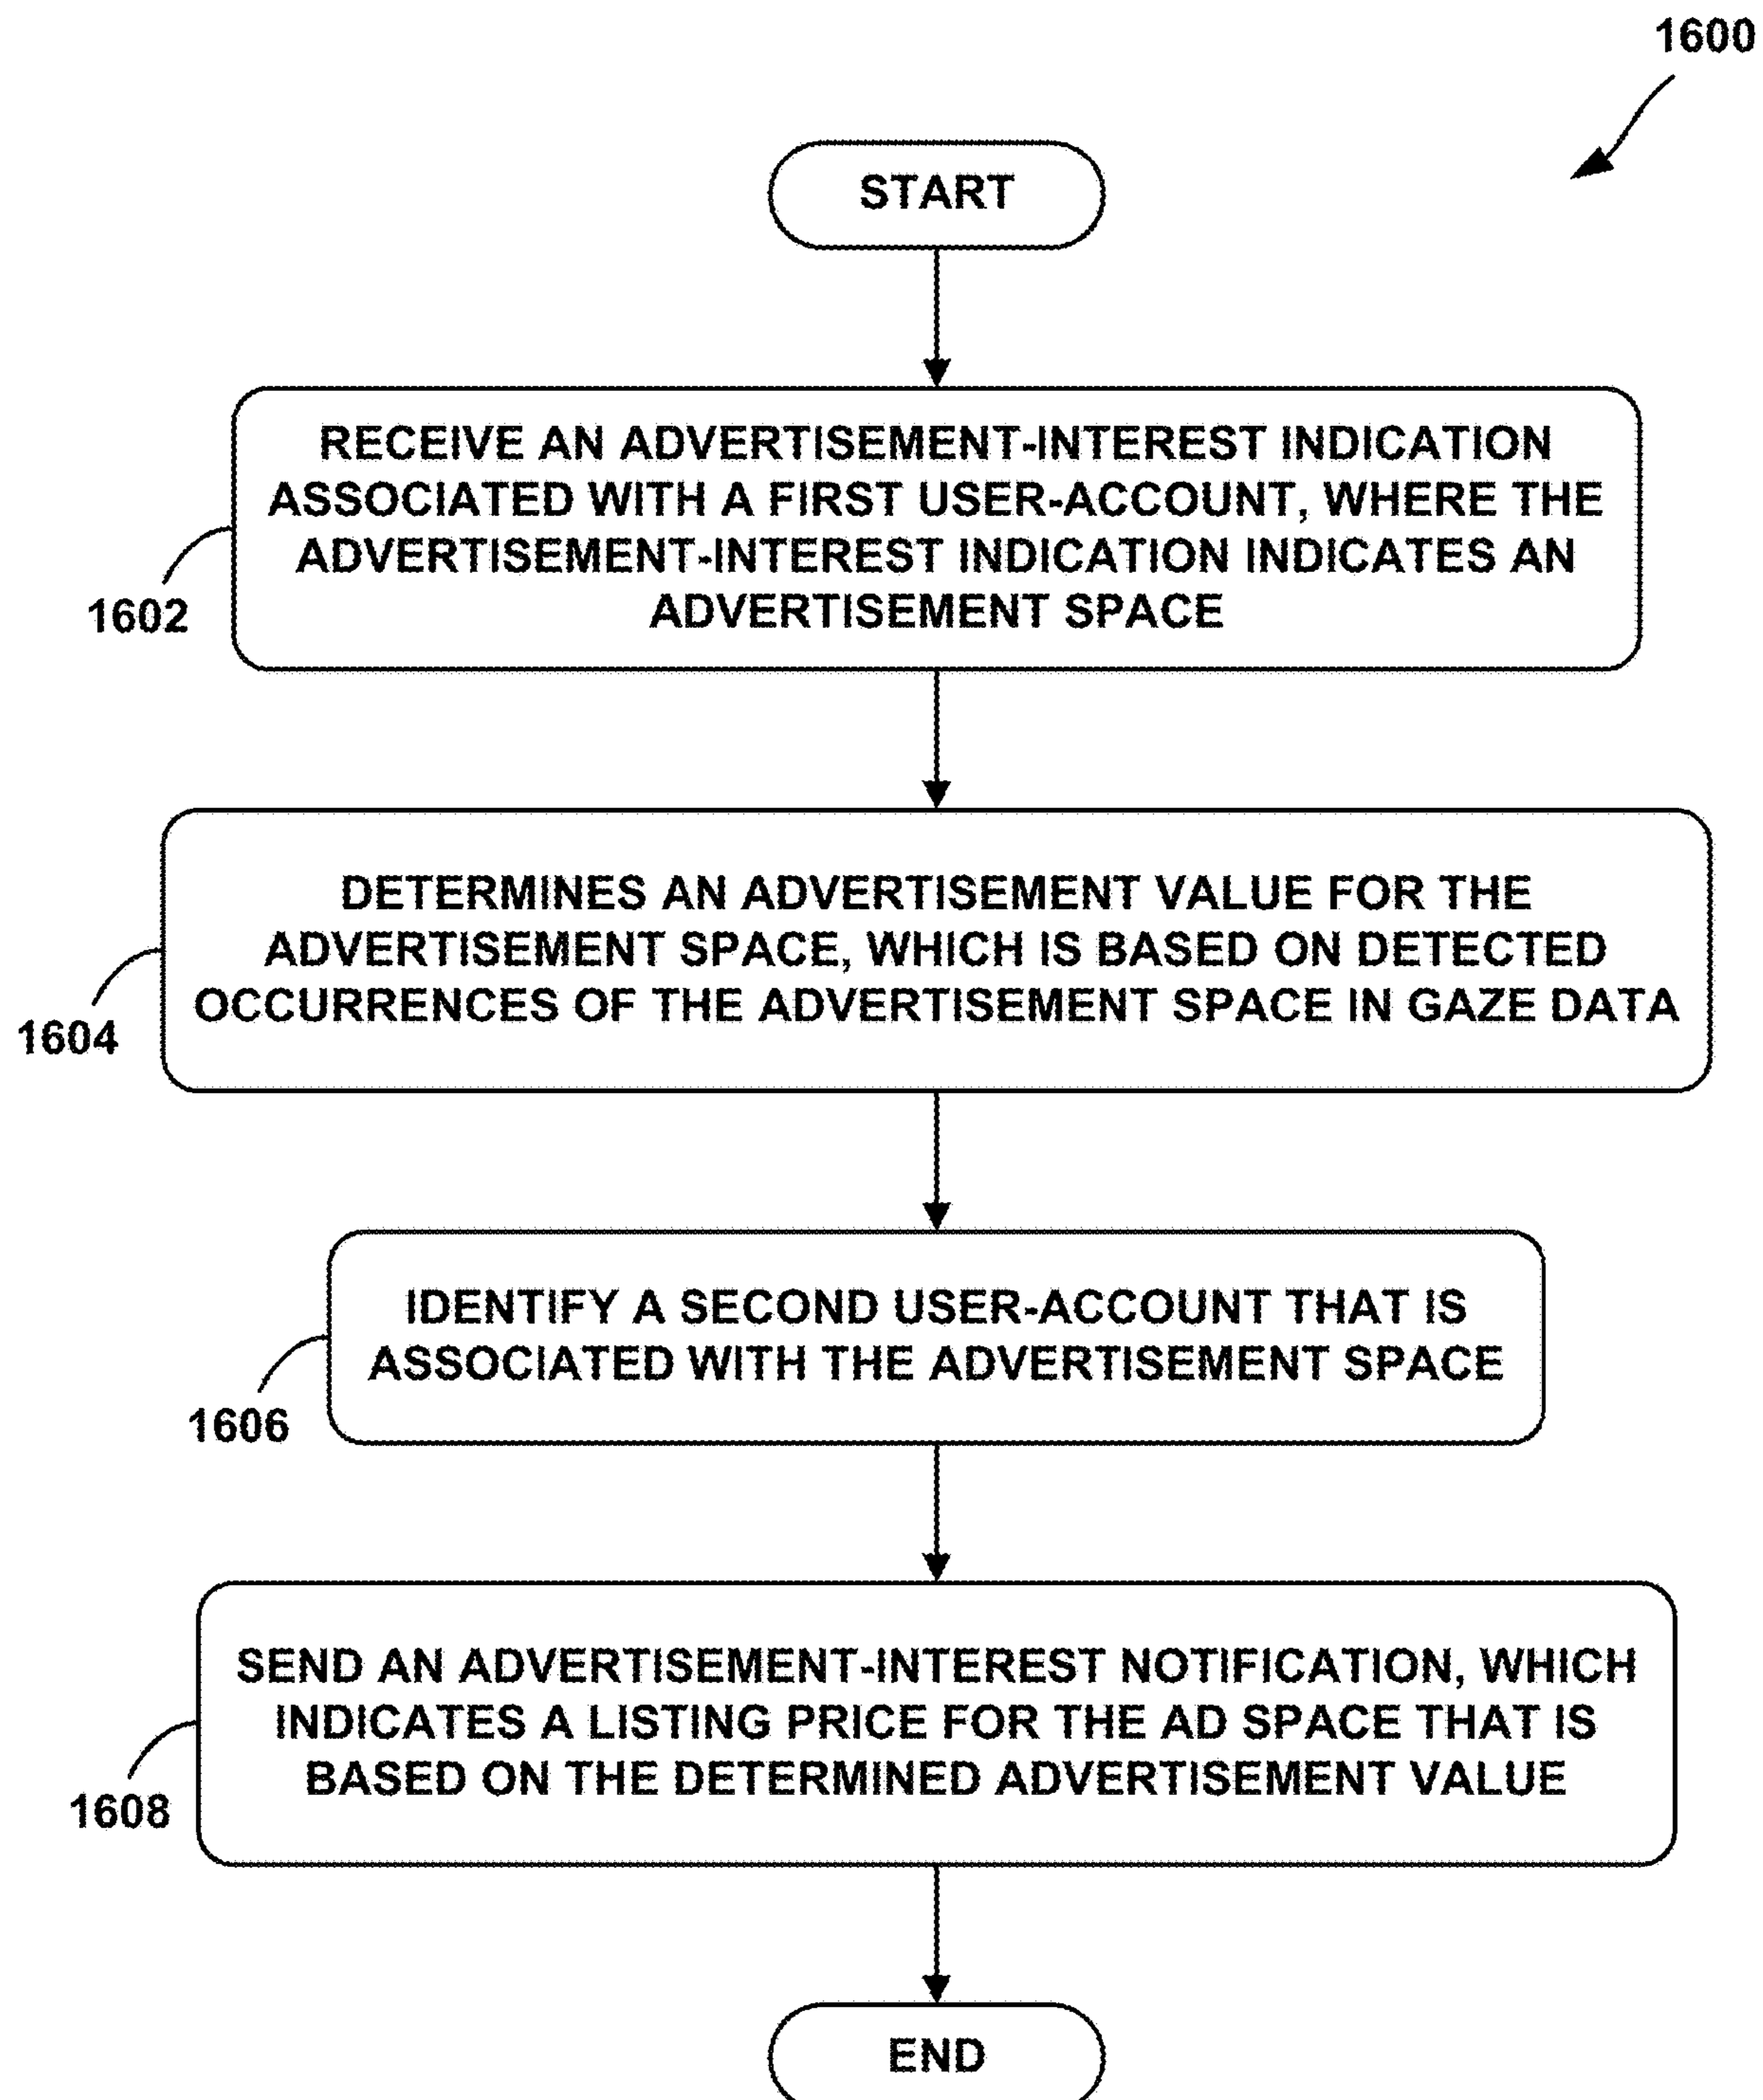 1600
START
RECEIVE AN ADVERTISEMENT-INTEREST INDICATION
ASSOCIATED WITH A FIRST USER-ACCOUNT, WHERE THE
ADVERTISEMENT-INTEREST INDICATION INDICATES AN
ADVERTISEMENT SPACE
1602
DETERMINES AN ADVERTISEMENT VALUE FOR THE
ADVERTISEMENT SPACE, WHICH IS BASED ON DETECTED
OCCURRENCES OF THE ADVERTISEMENT SPACE IN GAZE DATA
1604
IDENTIFY A SECOND USER-ACCOUNT THAT IS
ASSOCIATED WITH THE ADVERTISEMENT SPACE
1606
SEND AN ADVERTISEMENT-INTEREST NOTIFICATION, WHICH
INDICATES A LISTING PRICE FOR THE AD SPACE THAT IS
BASED ON THE DETERMINED ADVERTISEMENT VALUE
1608
END